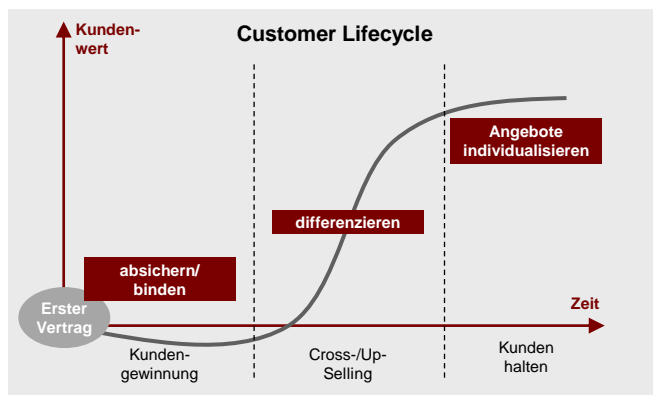 Customer Lifecycle
Kunden-
wert
Angebote
individualisieren
differenzieren
absichern/
binden
Erster
Vertrag
Zeit
Kunden-
gewinnung
Cross-/Up-
Selling
Kunden
halten